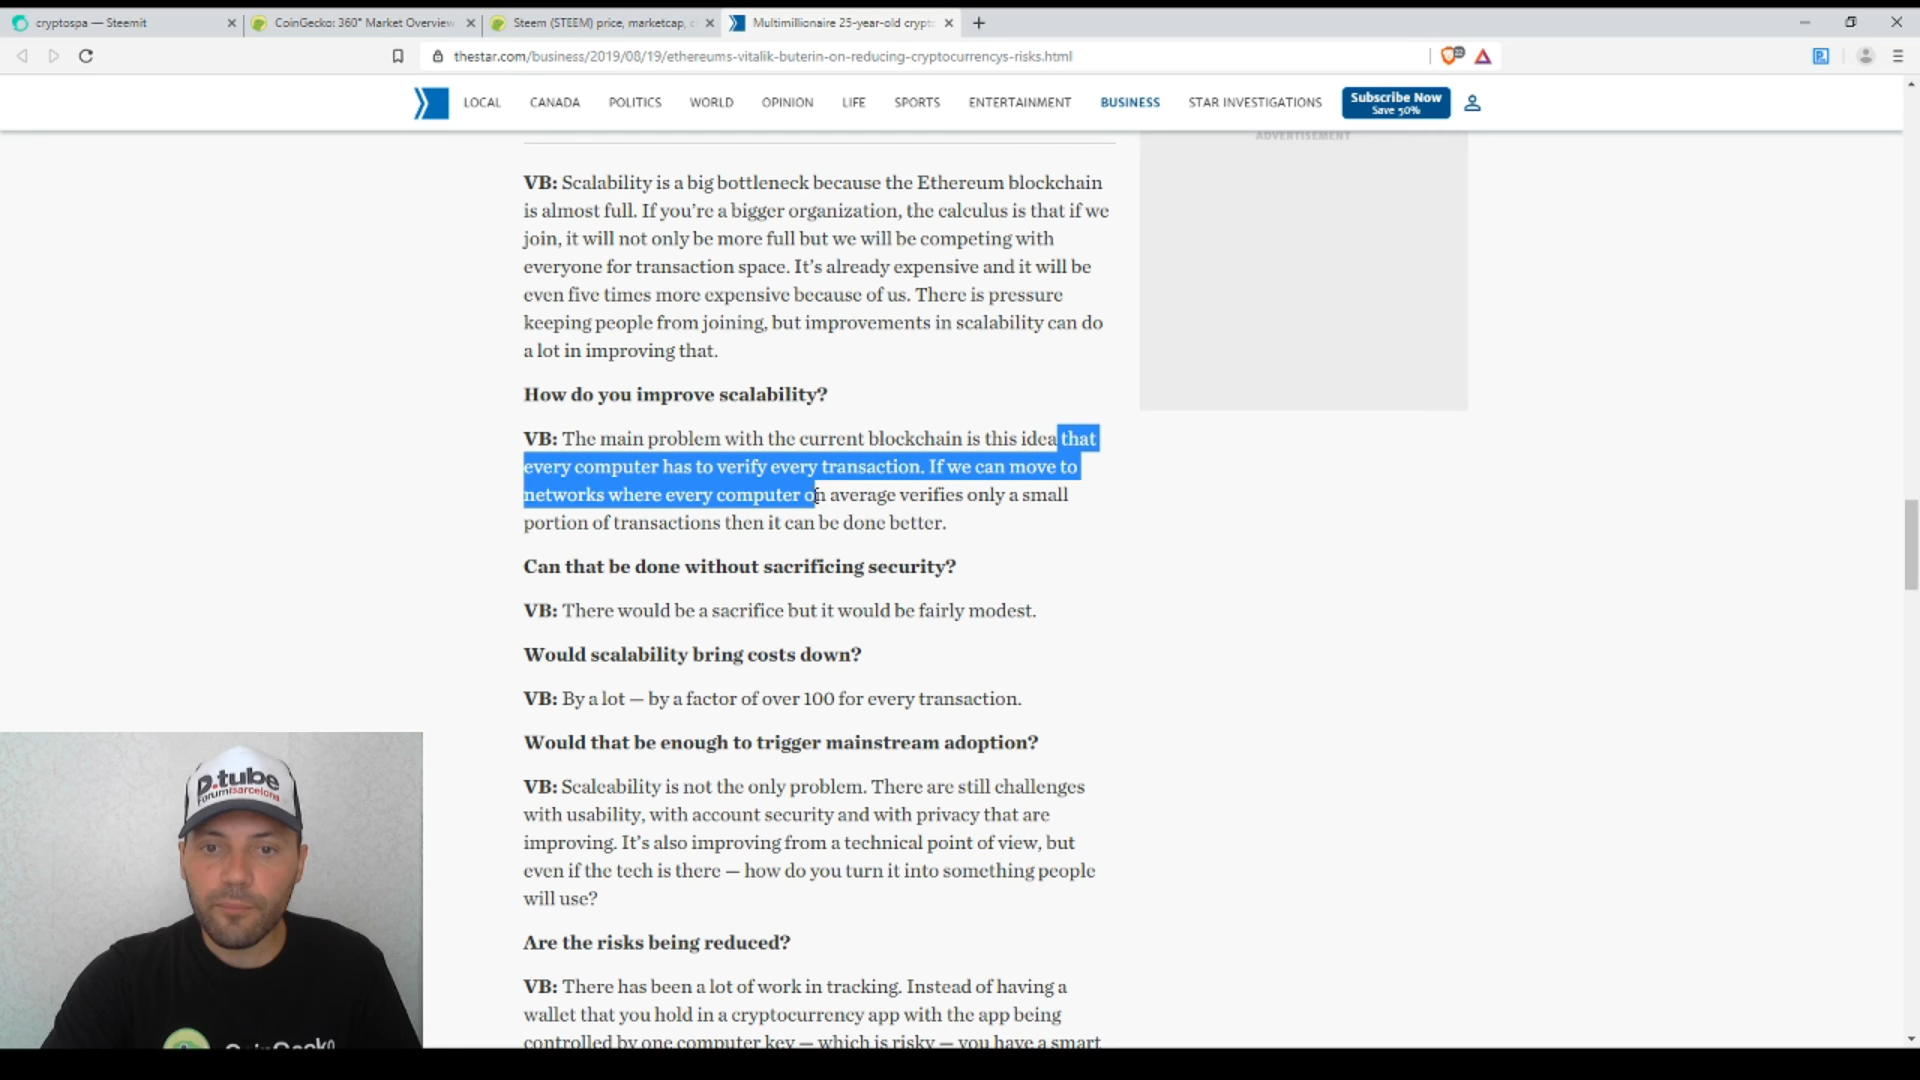 cryptospa — Steemit
CoinGecko: 360° Market Overview
Steem (STEEM) price, marketcap, c
Multimillionaire 25-year-old crypt
thestar.com/business/2019/08/19/ethereums-vitalik-buterin-on-reducing-cryptocurrencys-risks.html
22
LOCAL CANADA POLITICS WORLD OPINION LIFE SPORTS ENTERTAINMENT BUSINESS STAR INVESTIGATIONS
Subscribe Now
Save 50%
ADVERTISEMENT
VB: Scalability is a big bottleneck because the Ethereum blockchain
is almost full. If you’re a bigger organization, the calculus is that if we
join, it will not only be more full but we will be competing with
everyone for transaction space. It’s already expensive and it will be
even five times more expensive because of us. There is pressure
keeping people from joining, but improvements in scalability can do
a lot in improving that.
How do you improve scalability?
VB: The main problem with the current blockchain is this idea that
every computer has to verify every transaction. If we can move to
networks where every computer on average verifies only a small
portion of transactions then it can be done better.
Can that be done without sacrificing security?
VB: There would be a sacrifice but it would be fairly modest.
Would scalability bring costs down?
VB: By a lot — by a factor of over 100 for every transaction.
Would that be enough to trigger mainstream adoption?
VB: Scaleability is not the only problem. There are still challenges
with usability, with account security and with privacy that are
improving. It’s also improving from a technical point of view, but
even if the tech is there — how do you turn it into something people
will use?
Are the risks being reduced?
VB: There has been a lot of work in tracking. Instead of having a
wallet that you hold in a cryptocurrency app with the app being
controlled by one computer key — which is risky — you have a smart
D.tube
ForumBarcelona
CoinGecko